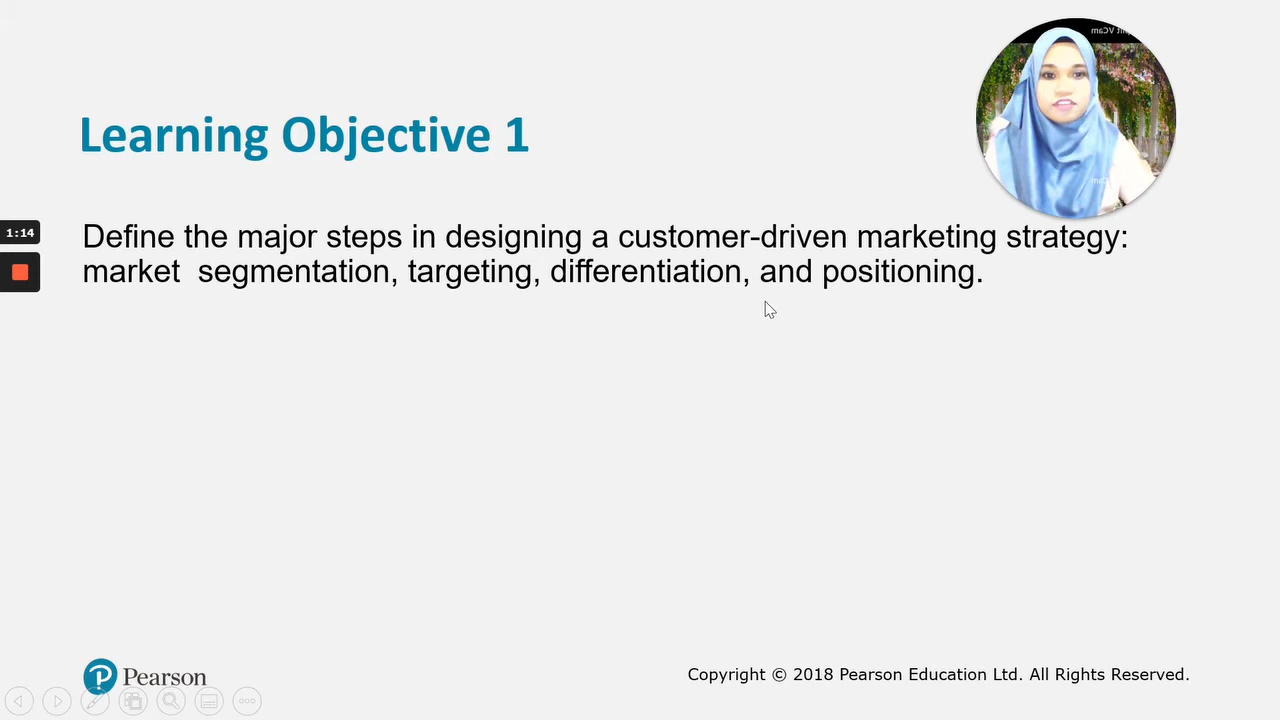 Learning Objective 1
1:14
Define the major steps in designing a customer-driven marketing strategy:
market  segmentation, targeting, differentiation, and positioning.
Pearson
Copyright © 2018 Pearson Education Ltd. All Rights Reserved.